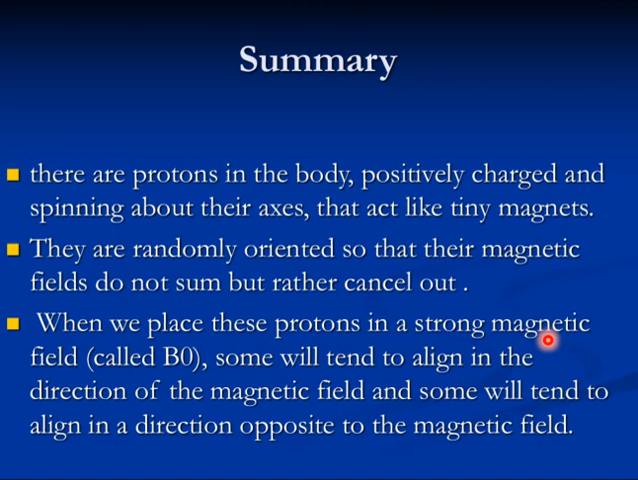 Summary
there are protons in the body, positively charged and
spinning about their axes, that act like tiny magnets.
They are randomly oriented so that their magnetic
fields do not sum but rather cancel out .
When we place these protons in a strong magnetic
field (called B0), some will tend to align in the
direction of the magnetic field and some will tend to
align in a direction opposite to the magnetic field.